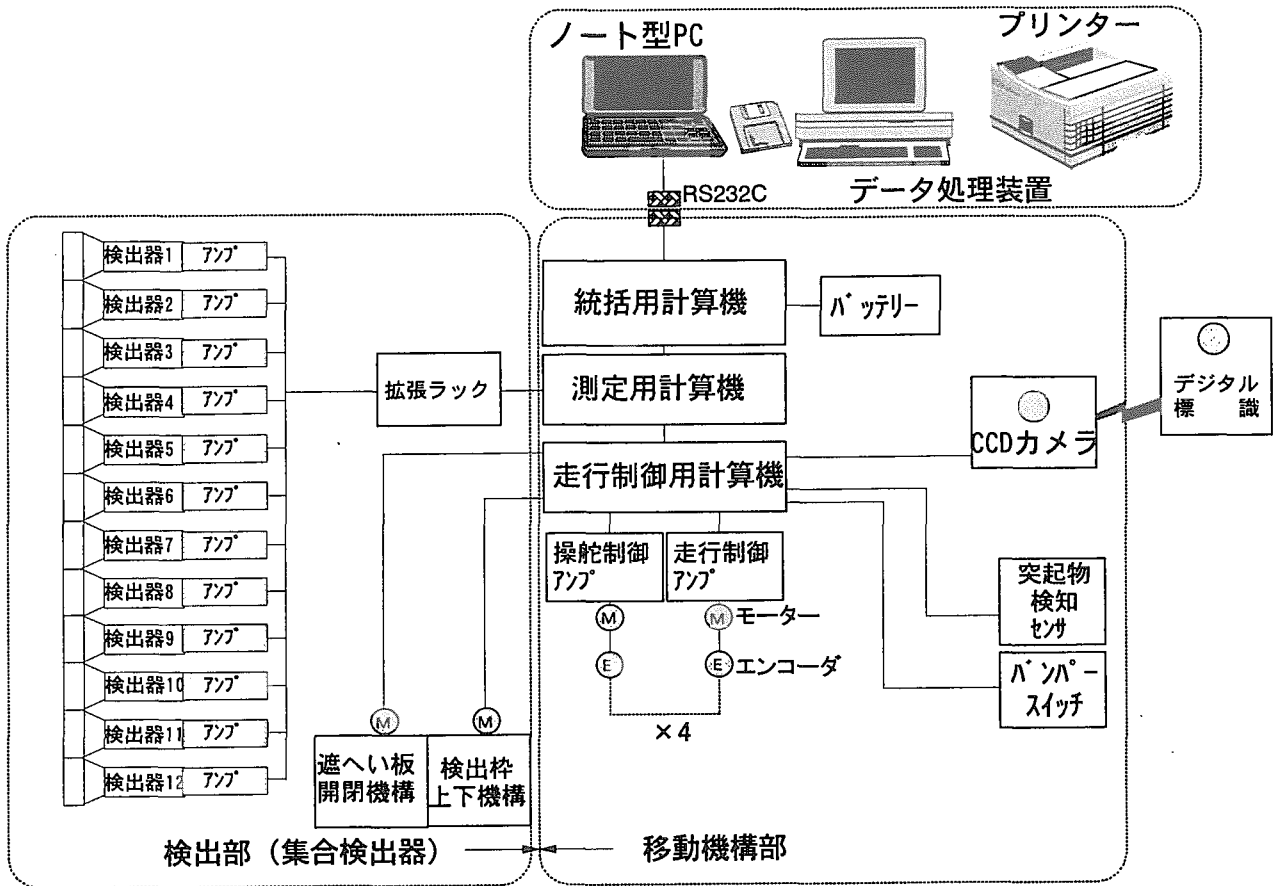 ノート型PC
プリンター
データ処理装置
RS232C
検出器1 アンプ
検出器2 アンプ
検出器3 アンプ
検出器4 アンプ
検出器5 アンプ
検出器6 アンプ
検出器7 アンプ
検出器8 アンプ
検出器9 アンプ
検出器10 アンプ
検出器11 アンプ
検出器12 アンプ
拡張ラック
統括用計算機
バッテリー
測定用計算機
走行制御用計算機
CCDカメラ
デジタル
標 識
操舵制御
アンプ
走行制御
アンプ
M
M モーター
E
E エンコーダ
×4
突起物
検知
センサ
バンパー
スイッチ
M
M
遮へい板
開閉機構
検出枠
上下機構
検出部（集合検出器）
移動機構部